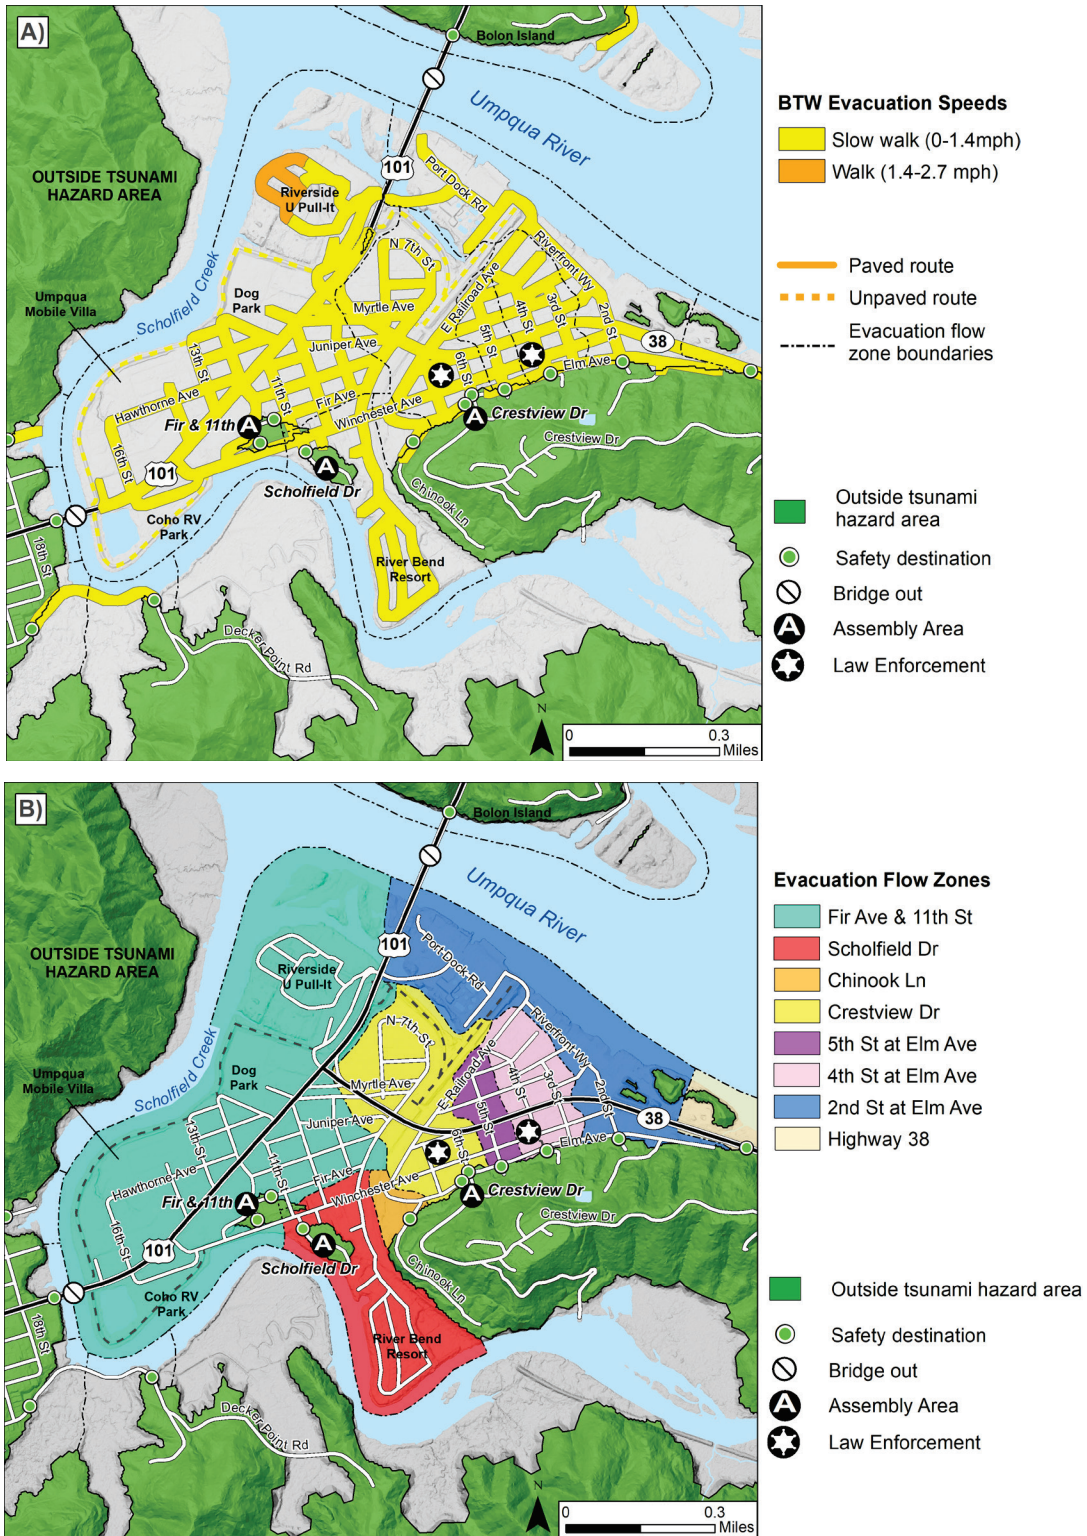 A)
Bolon Island
Umpqua River
101
OUTSIDE TSUNAMI
HAZARD AREA
Riverside
U Pull-It
Port Dock Rd
N 7th St
Riverfront Wy
Scholfield Creek
Umpqua
Mobile Villa
Dog
Park
Myrtle Ave
E Railroad Ave
4th St
3rd St
2nd St
38
Juniper Ave
5th St
6th St
Elm Ave
13th St
11th St
Hawthorne Ave
Fir Ave
Winchester Ave
Fir & 11th
A
A
Crestview Dr
Crestview Dr
16th St
101
A
Scholfield Dr
Chinook Ln
Coho RV
Park
18th St
River Bend
Resort
Decker Point Rd
N
0
0.3
Miles
BTW Evacuation Speeds
Slow walk (0-1.4mph)
Walk (1.4-2.7 mph)
Paved route
Unpaved route
Evacuation flow
zone boundaries
Outside tsunami
hazard area
Safety destination
Bridge out
A
Assembly Area
Law Enforcement
B)
Bolon Island
Umpqua River
101
OUTSIDE TSUNAMI
HAZARD AREA
Riverside
U Pull-It
Port Dock Rd
N 7th St
Riverfront Wy
Scholfield Creek
Umpqua
Mobile Villa
Dog
Park
Myrtle Ave
E Railroad Ave
4th St
3rd St
2nd St
38
Juniper Ave
5th St
6th St
Elm Ave
13th St
11th St
Hawthorne Ave
Fir Ave
Winchester Ave
Fir & 11th
A
A
Crestview Dr
Crestview Dr
16th St
101
A
Scholfield Dr
Chinook Ln
Coho RV
Park
18th St
River Bend
Resort
Decker Point Rd
N
0
0.3
Miles
Evacuation Flow Zones
Fir Ave & 11th St
Scholfield Dr
Chinook Ln
Crestview Dr
5th St at Elm Ave
4th St at Elm Ave
2nd St at Elm Ave
Highway 38
Outside tsunami hazard area
Safety destination
Bridge out
A
Assembly Area
Law Enforcement